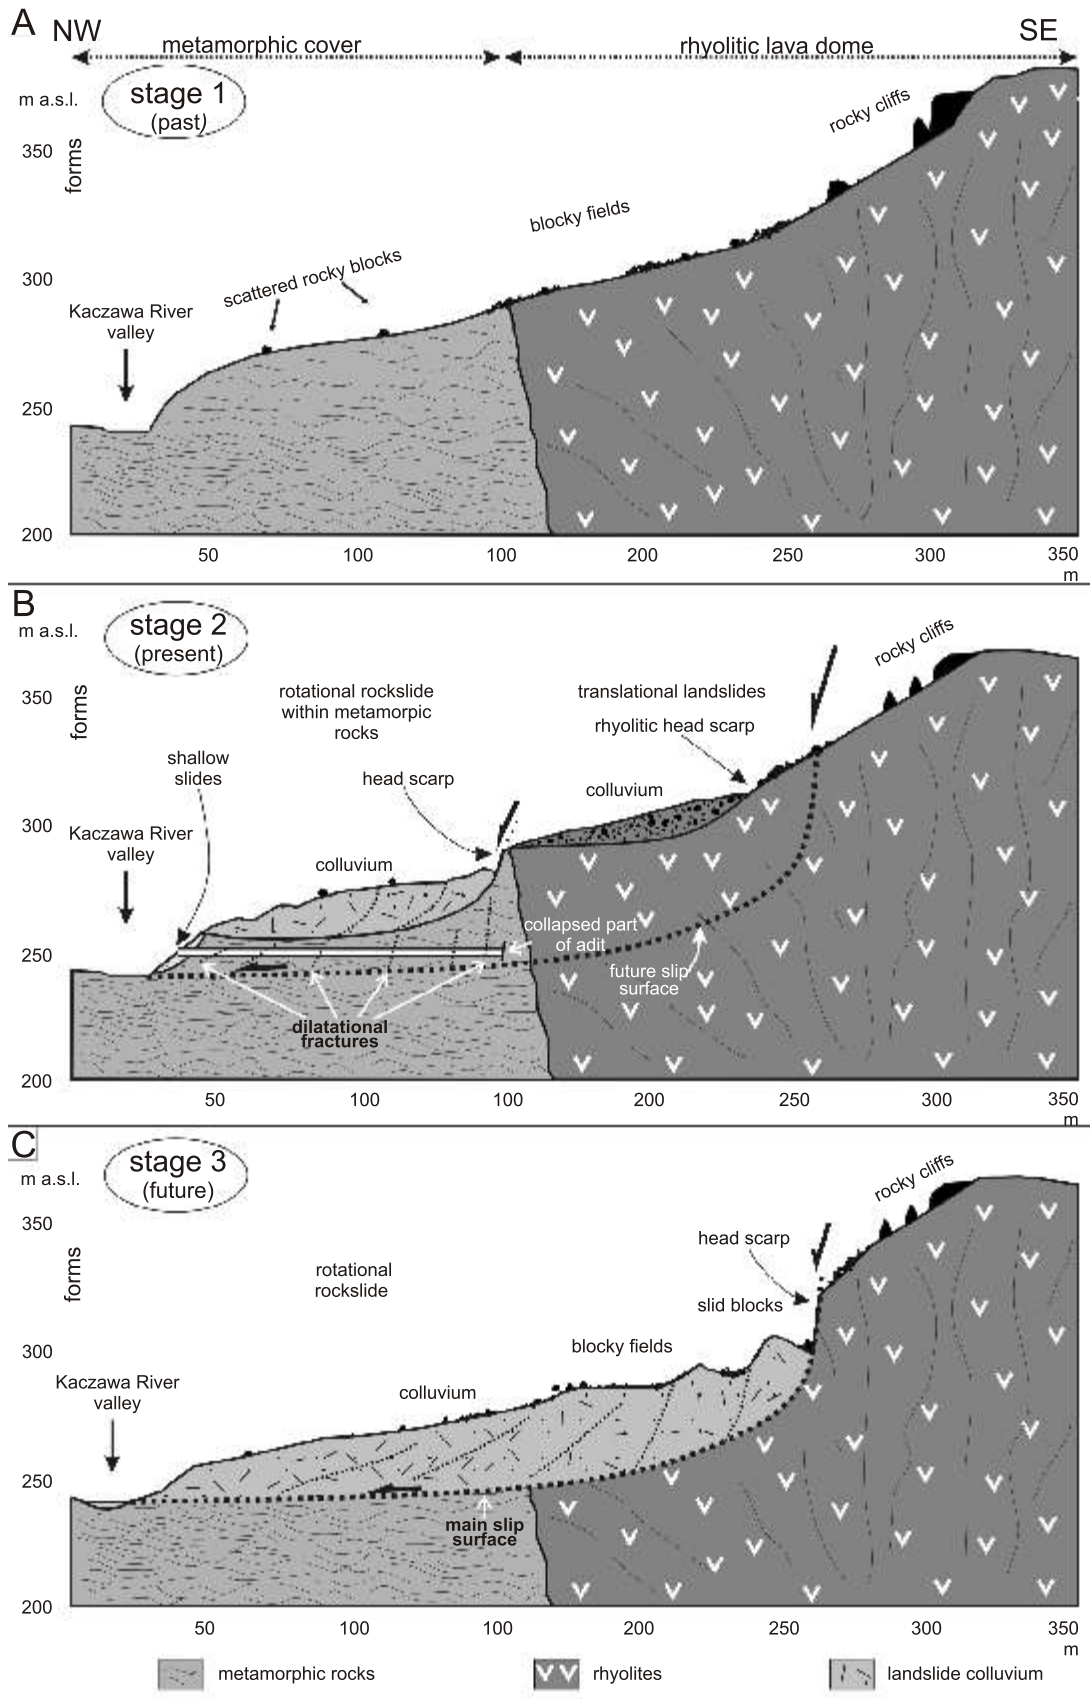 A
NW
SE
metamorphic cover
rhyolitic lava dome
m a.s.l.
stage 1
(past)
rocky cliffs
350
forms
blocky fields
scattered rocky blocks
300
Kaczawa River
valley
250
200
50 100 100 200 250 300 350
m
B
m a.s.l.
stage 2
(present)
rocky cliffs
350
forms
rotational rockslide
within metamorpic
rocks
translational landslides
rhyolitic head scarp
shallow
slides
head scarp
colluvium
300
Kaczawa River
valley
colluvium
collapsed part
of adit
250
future slip
surface
dilatational
fractures
200
50 100 100 200 250 300 350
m
C
m a.s.l.
stage 3
(future)
rocky cliffs
350
forms
head scarp
rotational
rockslide
slid blocks
300
blocky fields
Kaczawa River
valley
colluvium
250
main slip
surface
200
50 100 100 200 250 300 350
m
metamorphic rocks
rhyolites
landslide colluvium